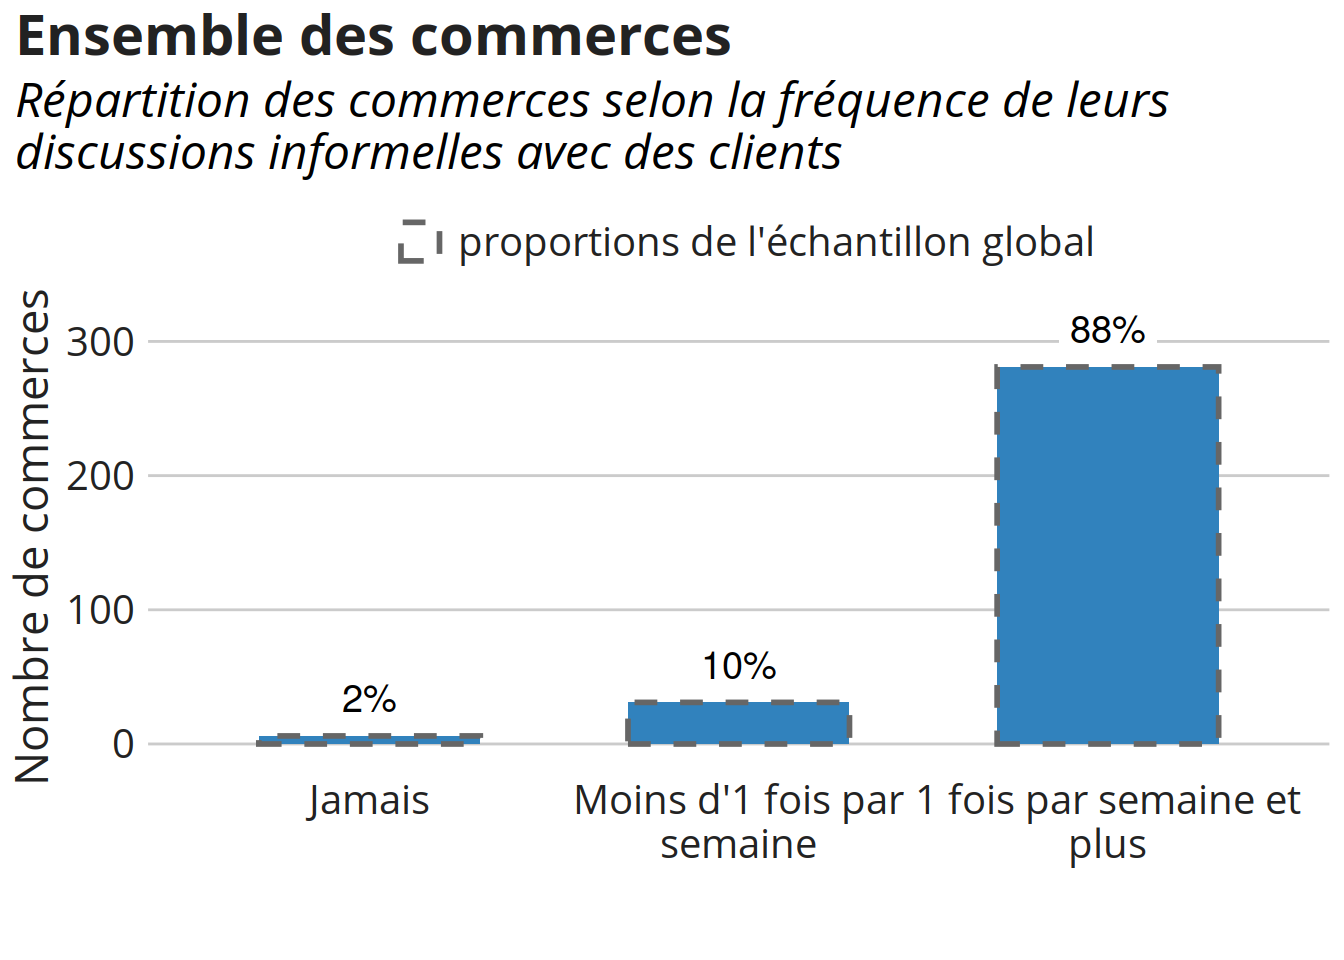 Ensemble des commerces
Répartition des commerces selon la fréquence de leurs
discussions informelles avec des clients
proportions de l'échantillon global
Nombre de commerces
300
200
100
0
88%
10%
2%
Jamais
Moins d'1 fois par
semaine
1 fois par semaine et
plus